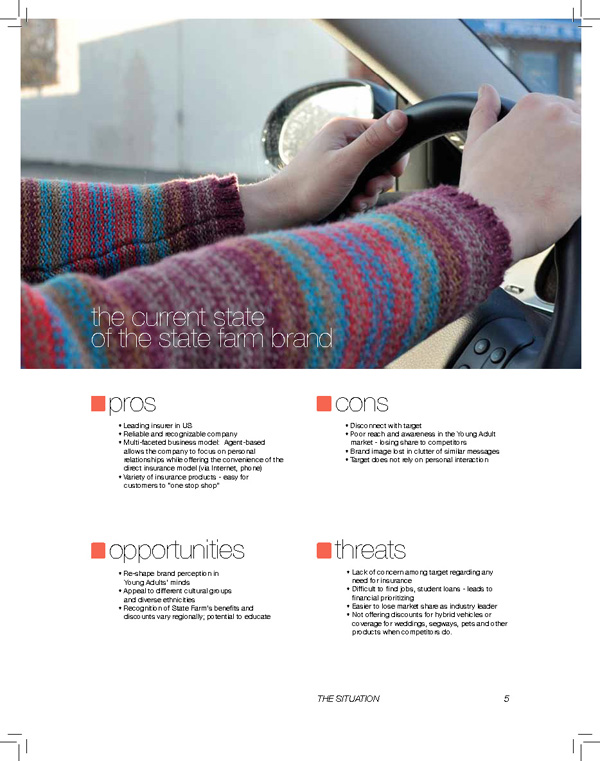 the current state
of the state farm brand
pros
• Leading insurer in US
• Reliable and recognizable company
• Multi-faceted business model: Agent-based
allows the company to focus on personal
relationships while offering the convenience of the
direct insurance model (via Internet, phone)
• Variety of insurance products - easy for
customers to "one stop shop"
cons
• Disconnect with target
• Poor reach and awareness in the Young Adult
market - losing share to competitors
• Brand image lost in clutter of similar messages
• Target does not rely on personal interaction
opportunities
• Re-shape brand perception in
Young Adults' minds
• Appeal to different cultural groups
and diverse ethnicities
• Recognition of State Farm's benefits and
discounts vary regionally; potential to educate
threats
• Lack of concern among target regarding any
need for insurance
• Difficult to find jobs, student loans - leads to
financial prioritizing
• Easier to lose market share as industry leader
• Not offering discounts for hybrid vehicles or
coverage for weddings, segways, pets and other
products when competitors do.
THE SITUATION 5